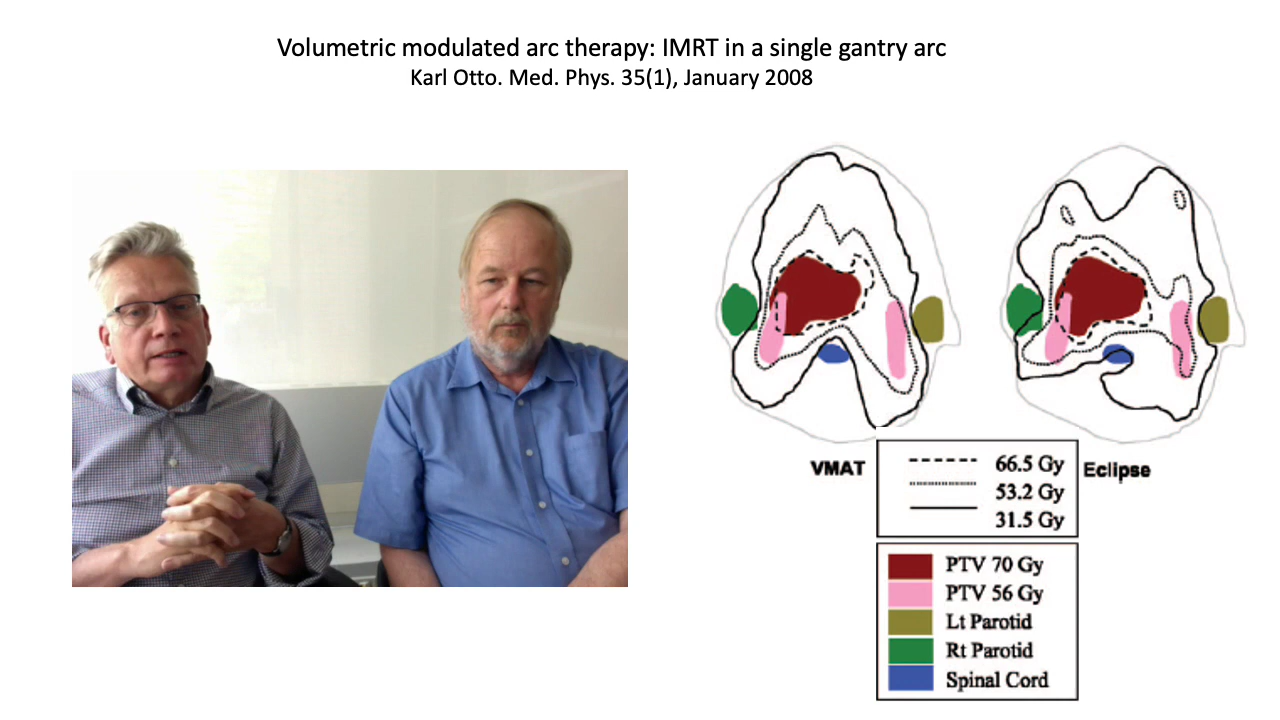 Volumetric modulated arc therapy: IMRT in a single gantry arc
Karl Otto. Med. Phys. 35(1), January 2008
VMAT
66.5 Gy
53.2 Gy
31.5 Gy
Eclipse
PTV 70 Gy
PTV 56 Gy
Lt Parotid
Rt Parotid
Spinal Cord